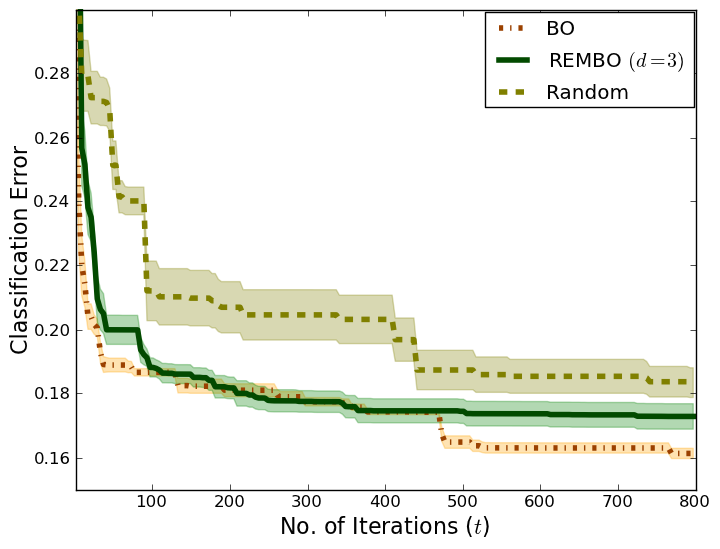 BO
REMBO (d = 3)
Random
Classification Error
0.28
0.26
0.24
0.22
0.20
0.18
0.16
100 200 300 400 500 600 700 800
No. of Iterations (t)